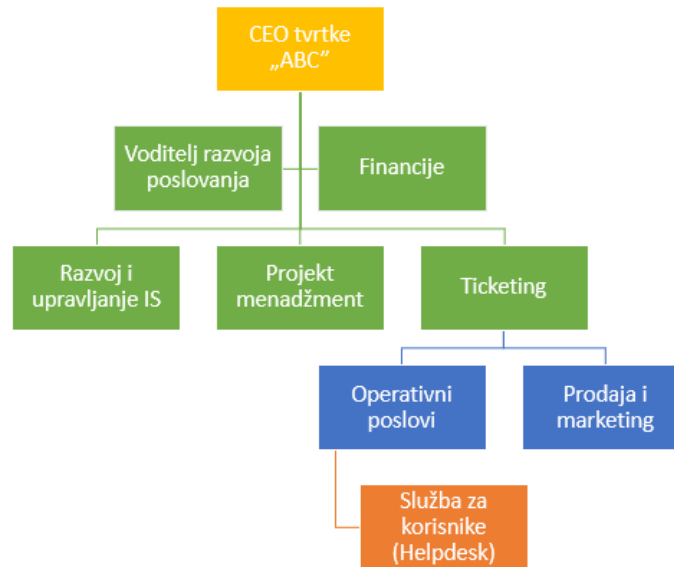 CEO tvrtke
„ABC”
Voditelj razvoja
poslovanja
Financije
Razvoj i
upravljanje IS
Projekt
menadžment
Ticketing
Operativni
poslovi
Prodaja i
marketing
Služba za
korisnike
(Helpdesk)